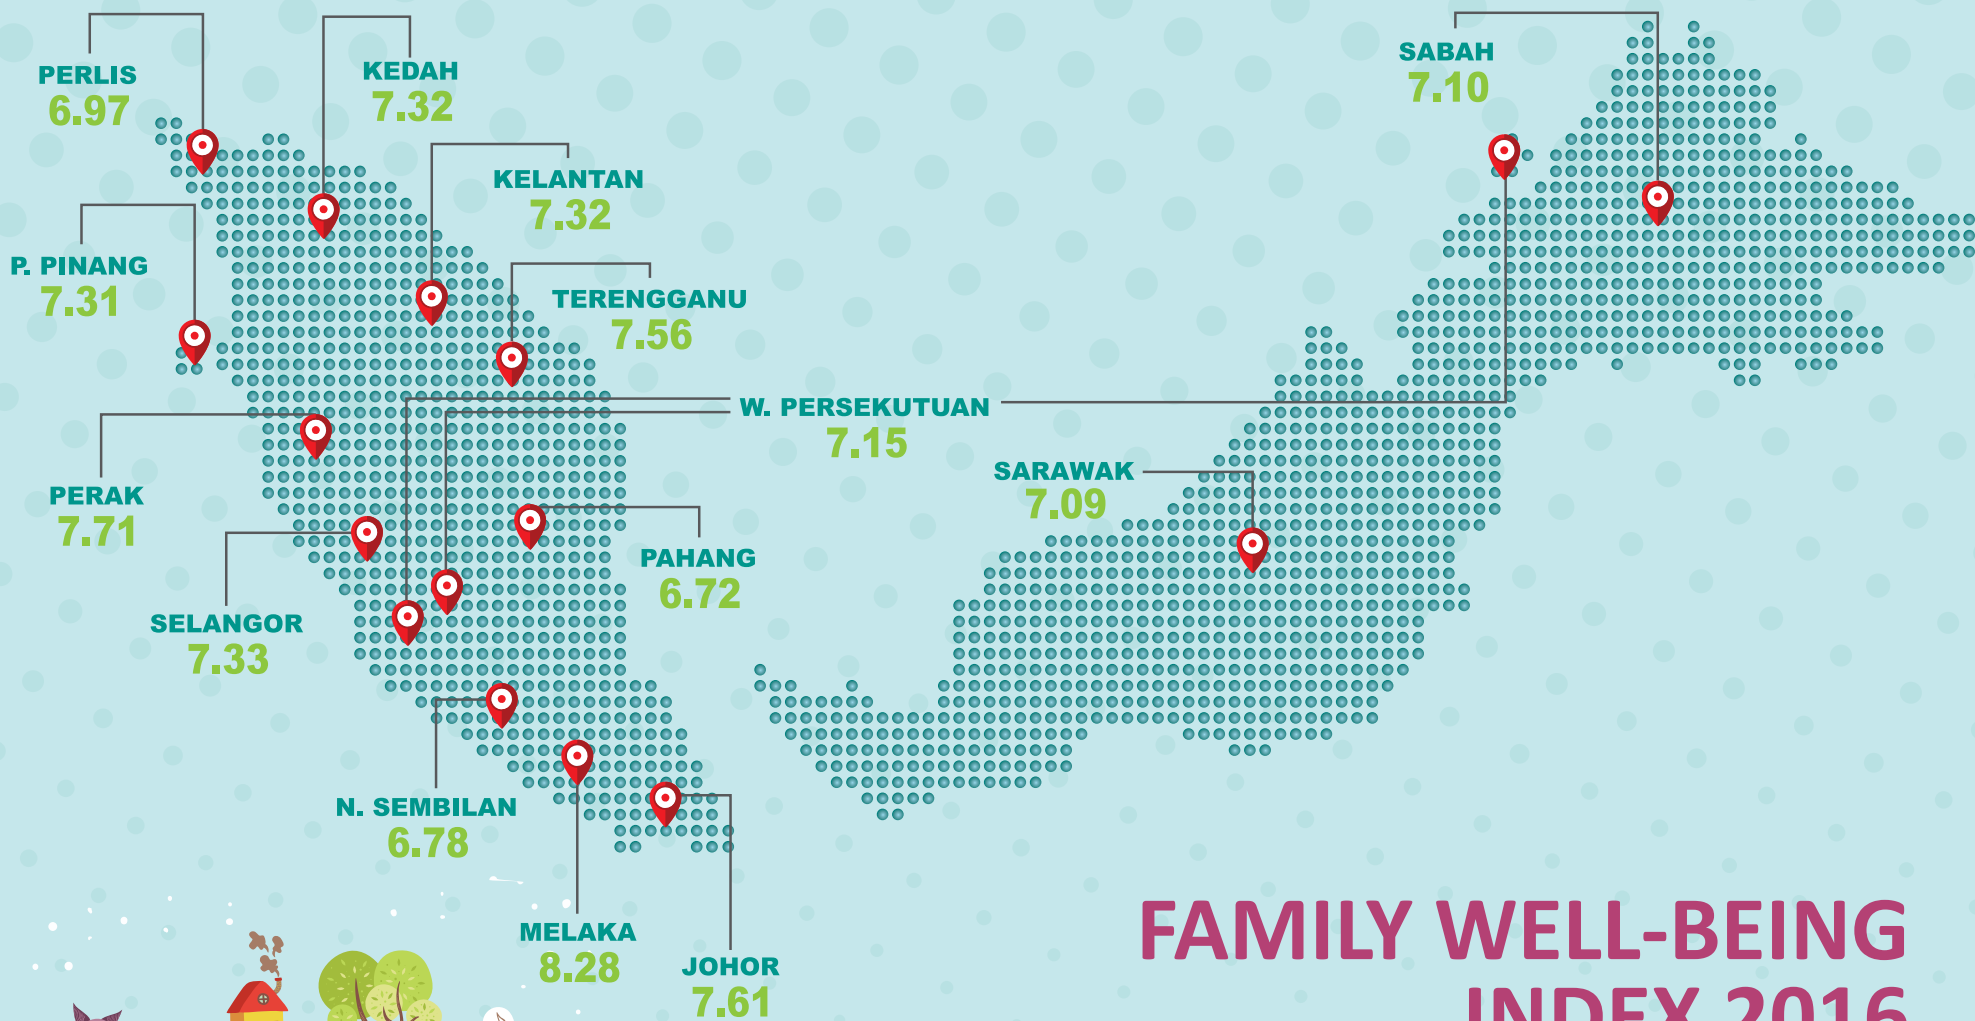 PERLIS
6.97
KEDAH
7.32
SABAH
7.10
KELANTAN
7.32
P. PINANG
7.31
TERENGGANU
7.56
W. PERSEKUTUAN
7.15
SARAWAK
7.09
PERAK
7.71
PAHANG
6.72
SELANGOR
7.33
N. SEMBILAN
6.78
MELAKA
8.28
JOHOR
7.61
FAMILY WELL-BEING
INDEX 2016